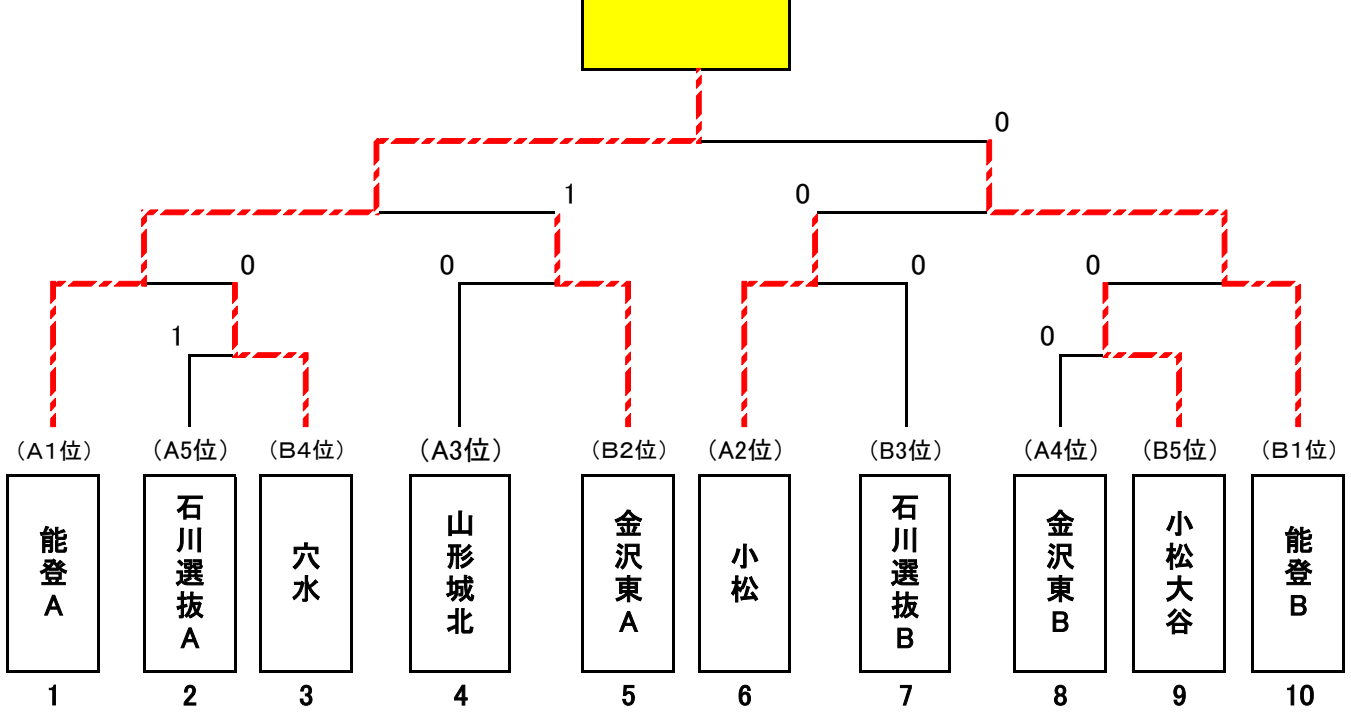 0
1
0
0
0
0
0
1
0
（A1位）
（A5位）
（B4位）
（A3位）
（B2位）
（A2位）
（B3位）
（A4位）
（B5位）
（B1位）
能登A
石川選抜A
穴水
山形城北
金沢東A
小松
石川選抜B
金沢東B
小松大谷
能登B
1
2
3
4
5
6
7
8
9
10